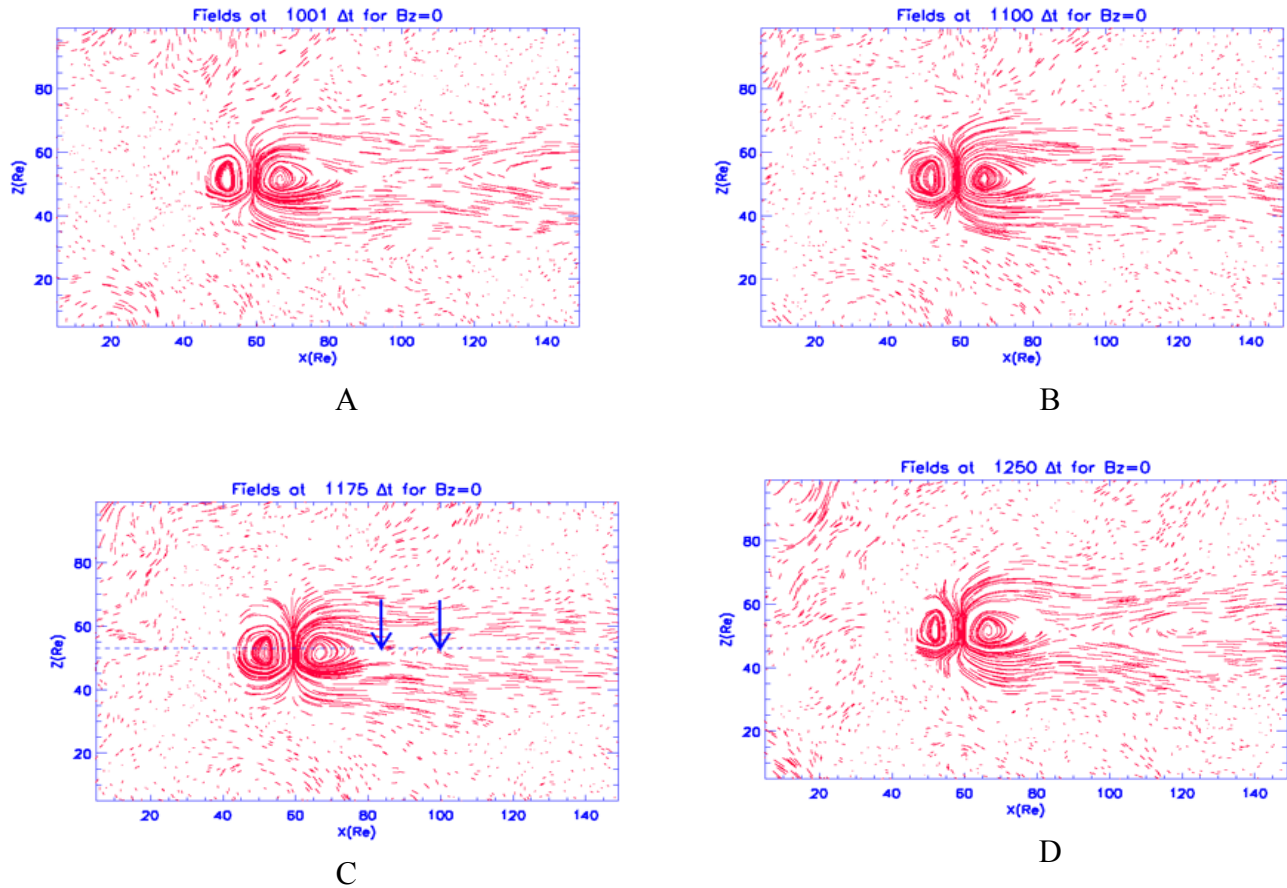 Fields at 1001 Δt for Bz=0
Z(Re)
80
60
40
20
20 40 60 80 100 120 140
X(Re)
A
Fields at 1100 Δt for Bz=0
Z(Re)
80
60
40
20
20 40 60 80 100 120 140
X(Re)
B
Fields at 1175 Δt for Bz=0
Z(Re)
80
60
40
20
20 40 60 80 100 120 140
X(Re)
C
Fields at 1250 Δt for Bz=0
Z(Re)
80
60
40
20
20 40 60 80 100 120 140
X(Re)
D